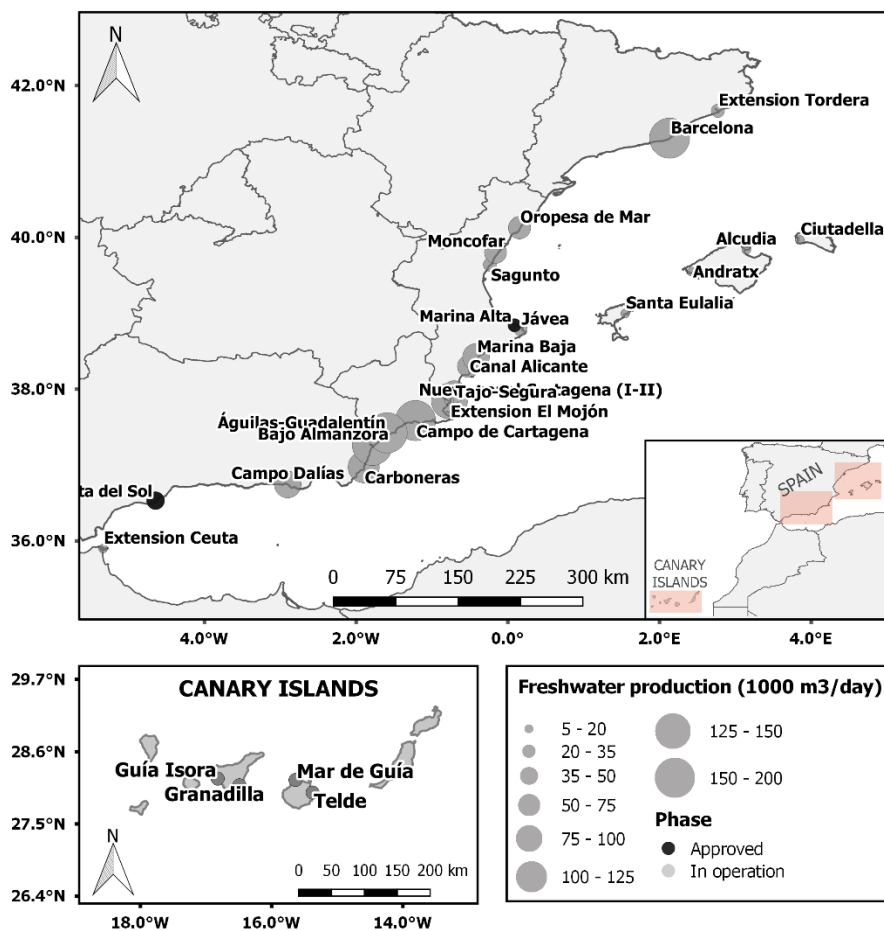 N
42.0°N
Extension Tordera
Barcelona
40.0°N
Oropesa de Mar
Moncofar
Sagunto
Alcudia
Ciutadella
Andratx
Santa Eulalia
Marina Alta
Jávea
Marina Baja
Canal Alicante
38.0°N
Tajo-Segura
Cartagena (I-II)
Extension El Mojón
Águilas-Guadalentín
Bajo Almanzora
Campo de Cartagena
Campo Dalías
Carboneras
ta del Sol
36.0°N
Extension Ceuta
0 75 150 225 300 km
SPAIN
CANARY
ISLANDS
4.0°W 2.0°W 0.0° 2.0°E 4.0°E
29.7°N
CANARY ISLANDS
28.6°N
Guía Isora
Granadilla
Mar de Guía
Telde
27.5°N
N
0 50 100 150 200 km
26.4°N
18.0°W 16.0°W 14.0°W
Freshwater production (1000 m3/day)
5 - 20
20 - 35
35 - 50
50 - 75
75 - 100
100 - 125
125 - 150
150 - 200
Phase
Approved
In operation